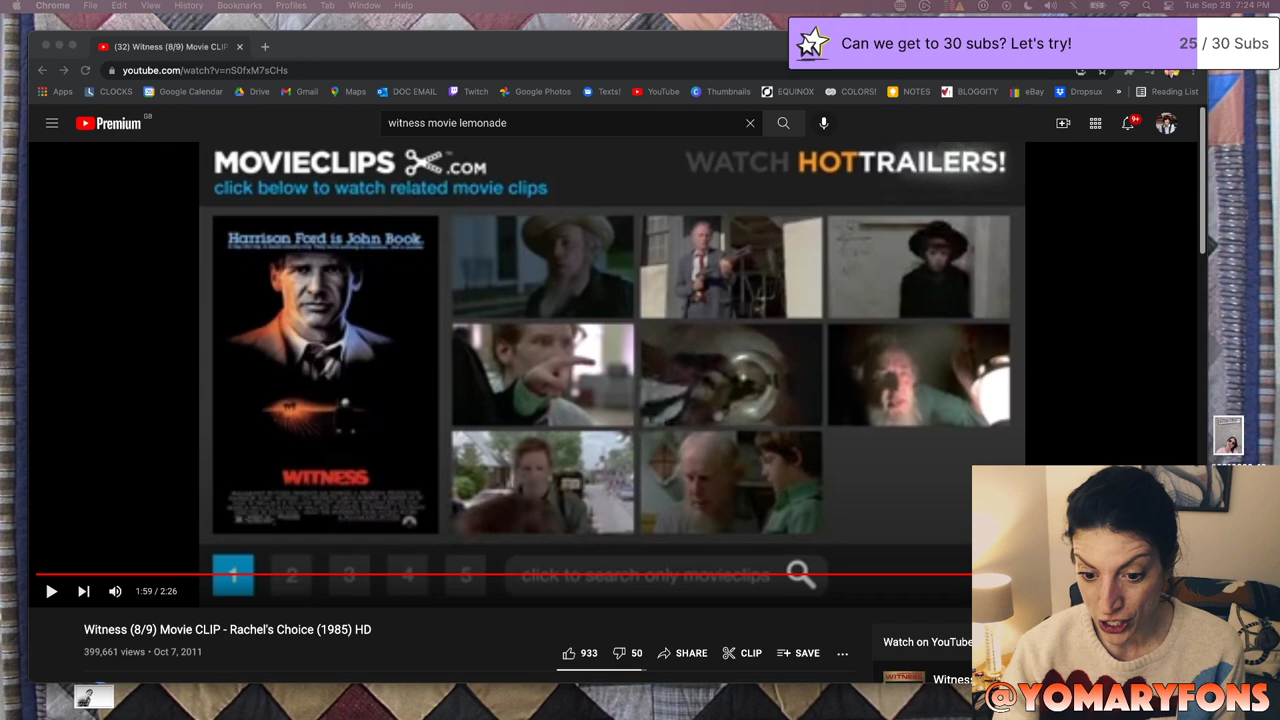 Chrome File Edit View History Bookmarks Profiles Tab Window Help
Tue Sep 28 7:24 PM
Can we get to 30 subs? Let's try!
25 / 30 Subs
(32) Witness (8/9) Movie CLIP
youtube.com/watch?v=nS0fxM7sCHs
Apps CLOCKS Google Calendar Drive Gmail Maps DOC EMAIL Twitch Google Photos Texts! YouTube Thumbnails EQUINOX COLORS! NOTES BLOGGITY eBay Dropsux » Reading List
Premium GB
witness movie lemonade
9+
MOVIECLIPS .COM
click below to watch related movie clips
WATCH HOTTRAILERS!
Harrison Ford is John Book.
WITNESS
1 2 3 4 5 click to search only movieclips
1:59 / 2:26
Witness (8/9) Movie CLIP - Rachel's Choice (1985) HD
399,661 views • Oct 7, 2011
933 50 SHARE CLIP SAVE
Watch on YouTube
WITNESS
Witness
@YOMARYFONS